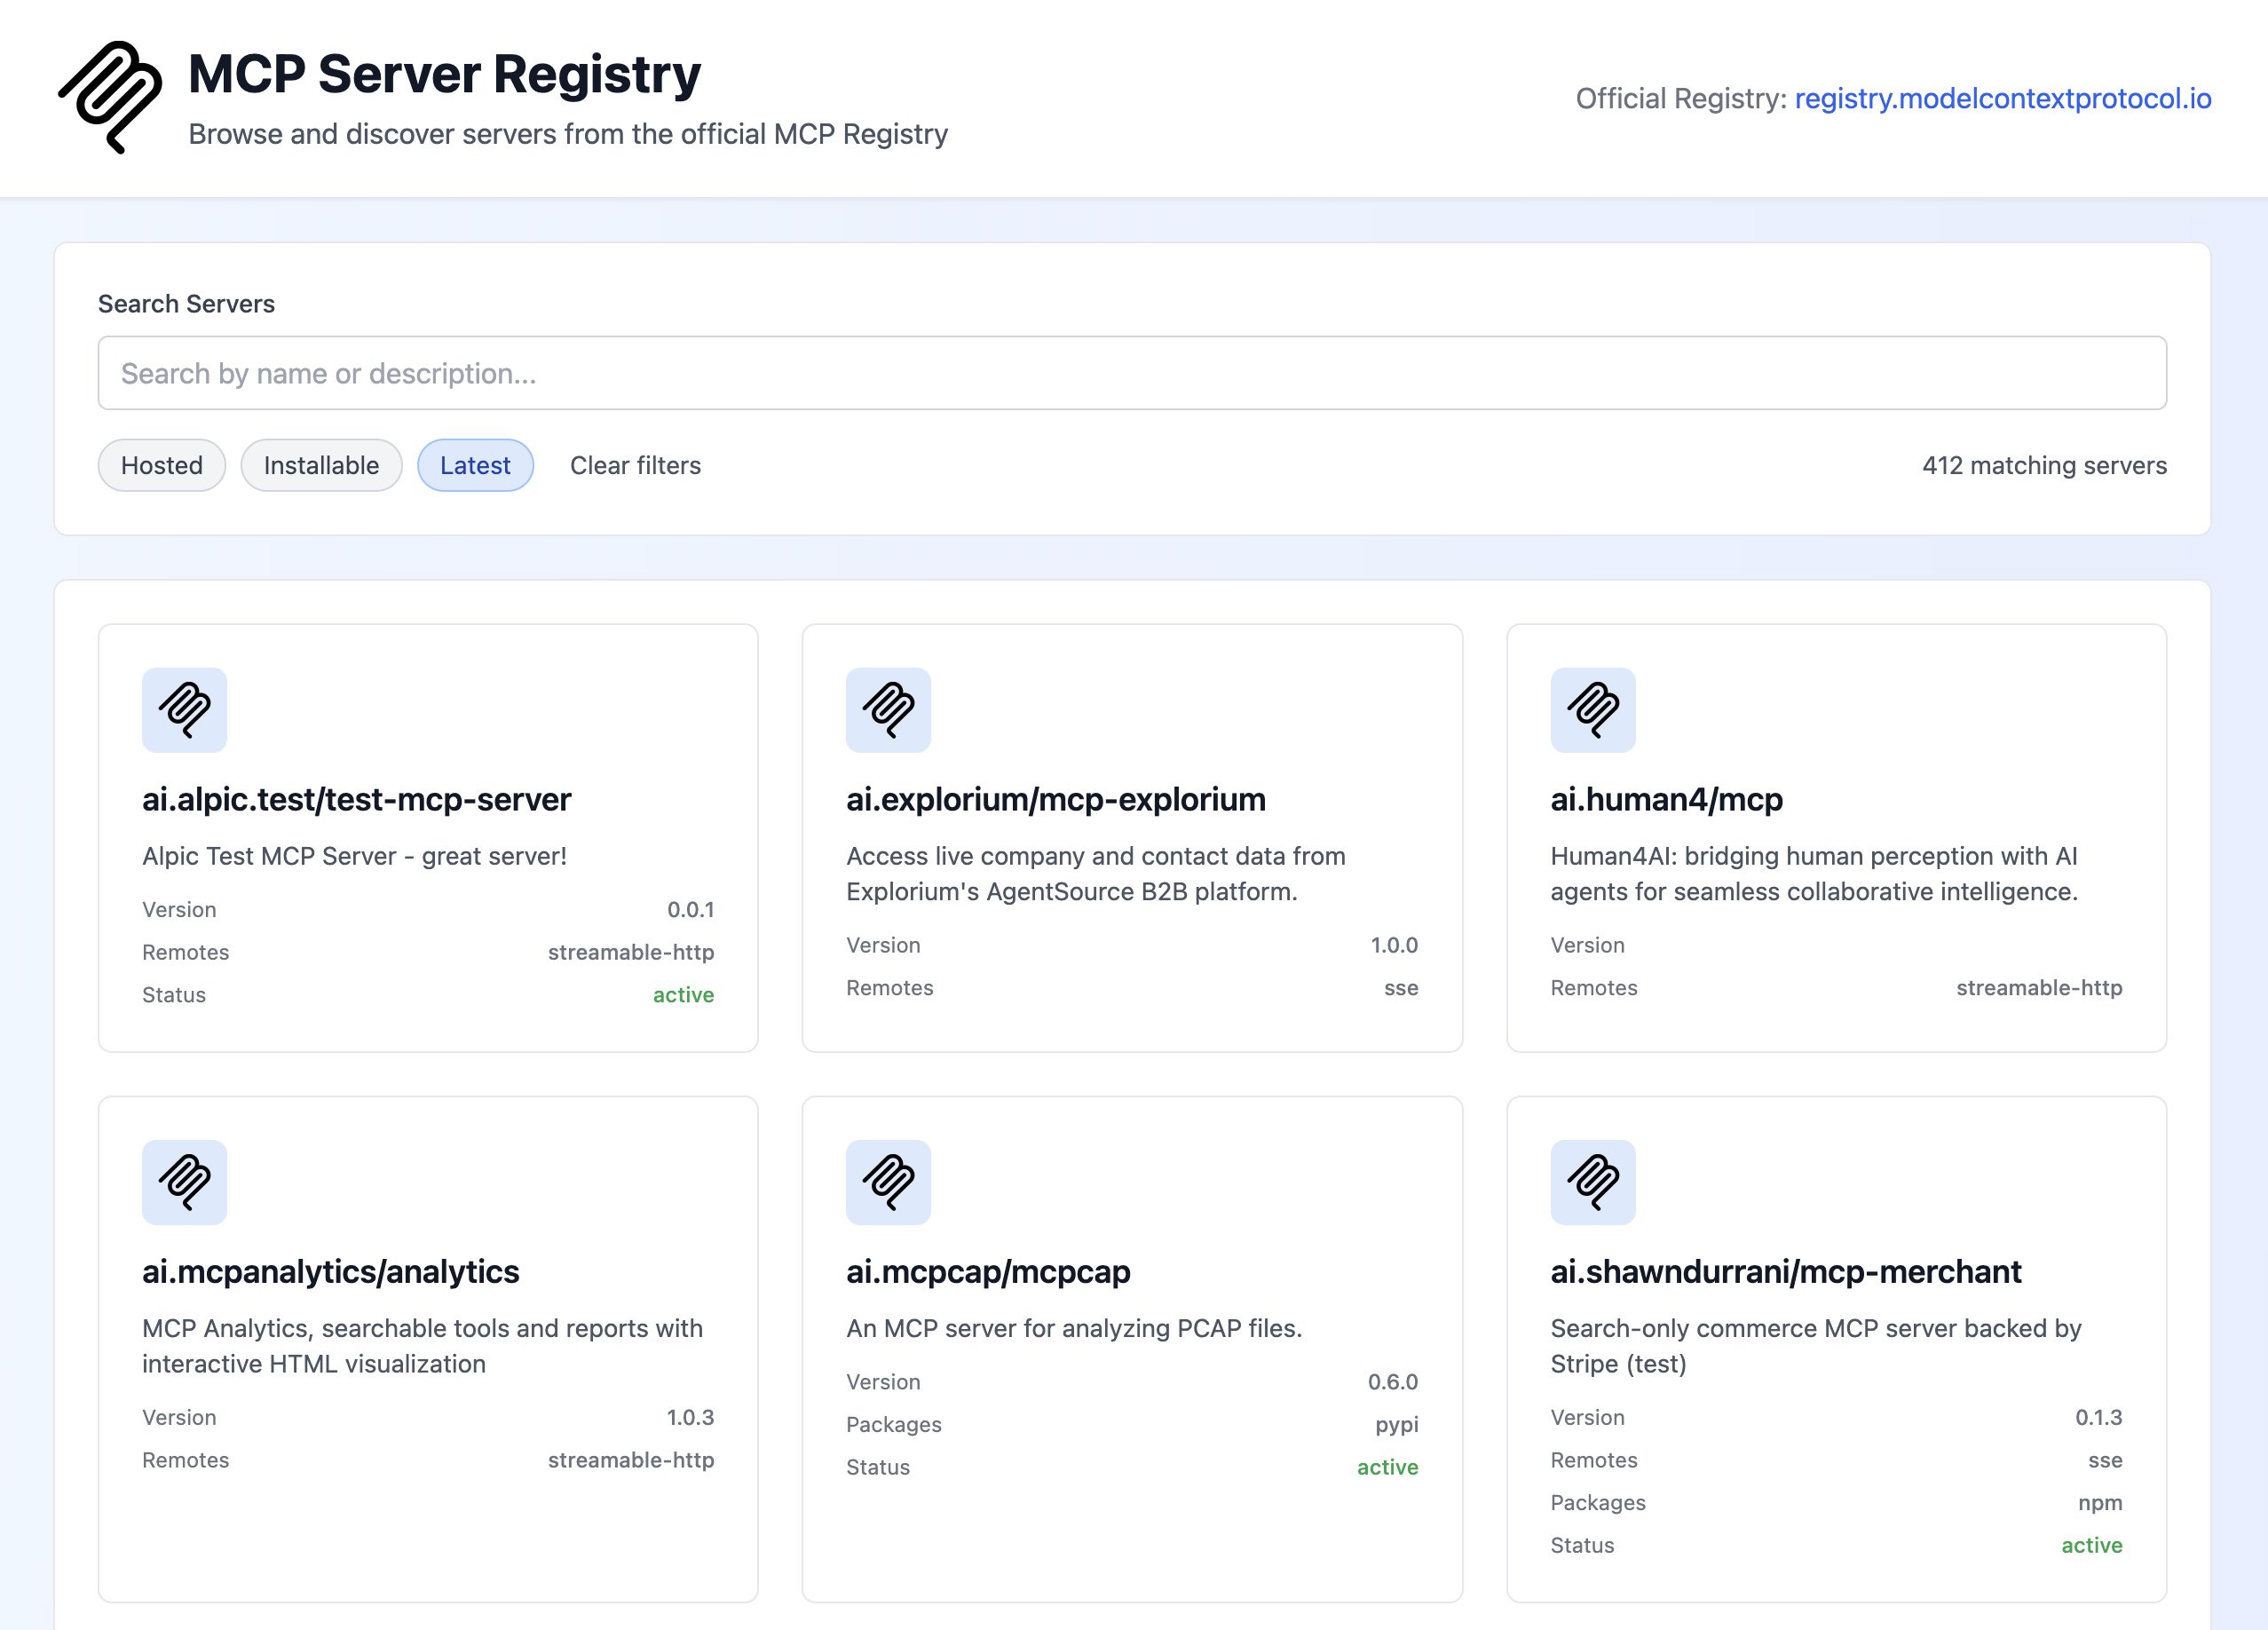 MCP Server Registry
Browse and discover servers from the official MCP Registry
Official Registry: registry.modelcontextprotocol.io
Search Servers
Search by name or description...
Hosted
Installable
Latest
Clear filters
412 matching servers
ai.alpic.test/test-mcp-server
Alpic Test MCP Server - great server!
Version 0.0.1
Remotes streamable-http
Status active
ai.explorium/mcp-explorium
Access live company and contact data from
Explorium's AgentSource B2B platform.
Version 1.0.0
Remotes sse
ai.human4/mcp
Human4AI: bridging human perception with AI
agents for seamless collaborative intelligence.
Version
Remotes streamable-http
ai.mcpanalytics/analytics
MCP Analytics, searchable tools and reports with
interactive HTML visualization
Version 1.0.3
Remotes streamable-http
ai.mcpcap/mcpcap
An MCP server for analyzing PCAP files.
Version 0.6.0
Packages pypi
Status active
ai.shawndurrani/mcp-merchant
Search-only commerce MCP server backed by
Stripe (test)
Version 0.1.3
Remotes sse
Packages npm
Status active